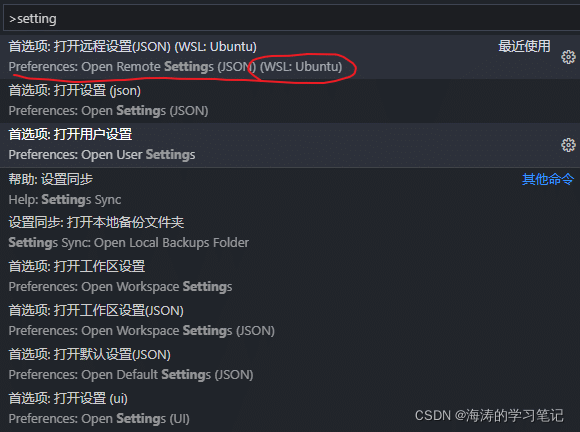 >setting
首选项: 打开远程设置(JSON) (WSL: Ubuntu) 最近使用
Preferences: Open Remote Settings (JSON) (WSL: Ubuntu)
首选项: 打开设置 (json)
Preferences: Open Settings (JSON)
首选项: 打开用户设置
Preferences: Open User Settings
帮助: 设置同步 其他命令
Help: Settings Sync
设置同步: 打开本地备份文件夹
Settings Sync: Open Local Backups Folder
首选项: 打开工作区设置
Preferences: Open Workspace Settings
首选项: 打开工作区设置(JSON)
Preferences: Open Workspace Settings (JSON)
首选项: 打开默认设置(JSON)
Preferences: Open Default Settings (JSON)
首选项: 打开设置 (ui)
Preferences: Open Settings (UI)
CSDN @海涛的学习笔记